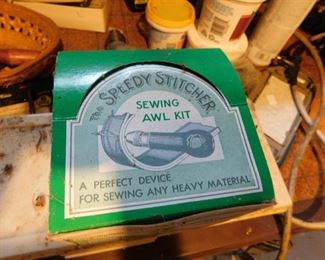 The SPEEDY STITCHER
SEWING
AWL KIT
A PERFECT DEVICE
FOR SEWING ANY HEAVY MATERIAL